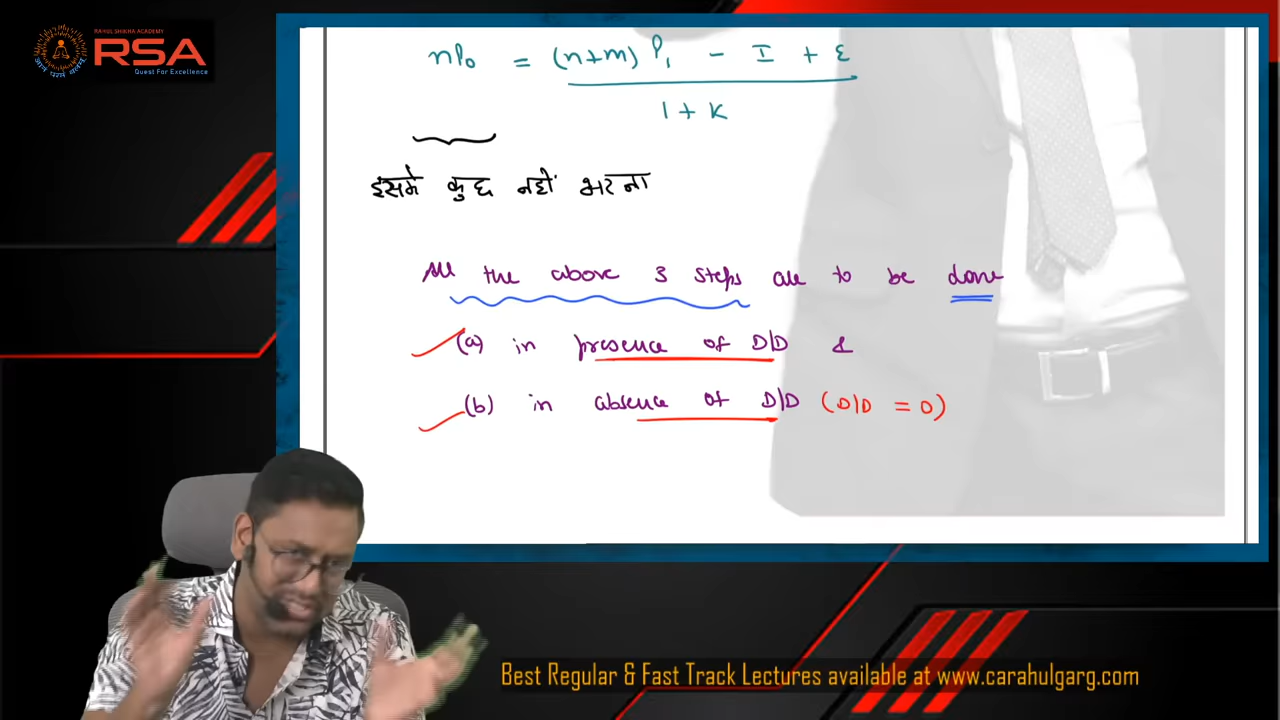 RAHUL SHIKHA ACADEMY
RSA
Quest For Excellence
nP₀ = (n+m) P₁ - I + E
1 + K
इसमे कुछ नहीं भरना
All the above 3 steps are to be done
(a) in presence of D/D &
(b) in absence of D/D (D/D = 0)
Best Regular & Fast Track Lectures available at www.carahulgarg.com